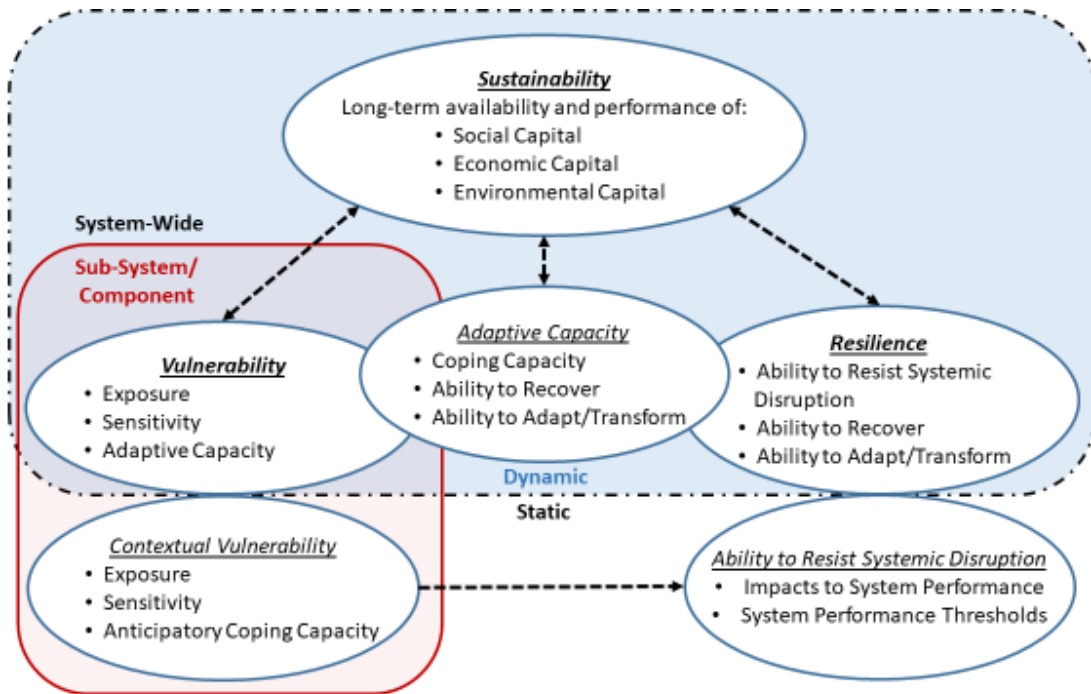 Sustainability
Long-term availability and performance of:
• Social Capital
• Economic Capital
• Environmental Capital
System-Wide
Sub-System/
Component
Vulnerability
• Exposure
• Sensitivity
• Adaptive Capacity
Adaptive Capacity
• Coping Capacity
• Ability to Recover
• Ability to Adapt/Transform
Resilience
• Ability to Resist Systemic
Disruption
• Ability to Recover
• Ability to Adapt/Transform
Dynamic
Static
Contextual Vulnerability
• Exposure
• Sensitivity
• Anticipatory Coping Capacity
Ability to Resist Systemic Disruption
• Impacts to System Performance
• System Performance Thresholds